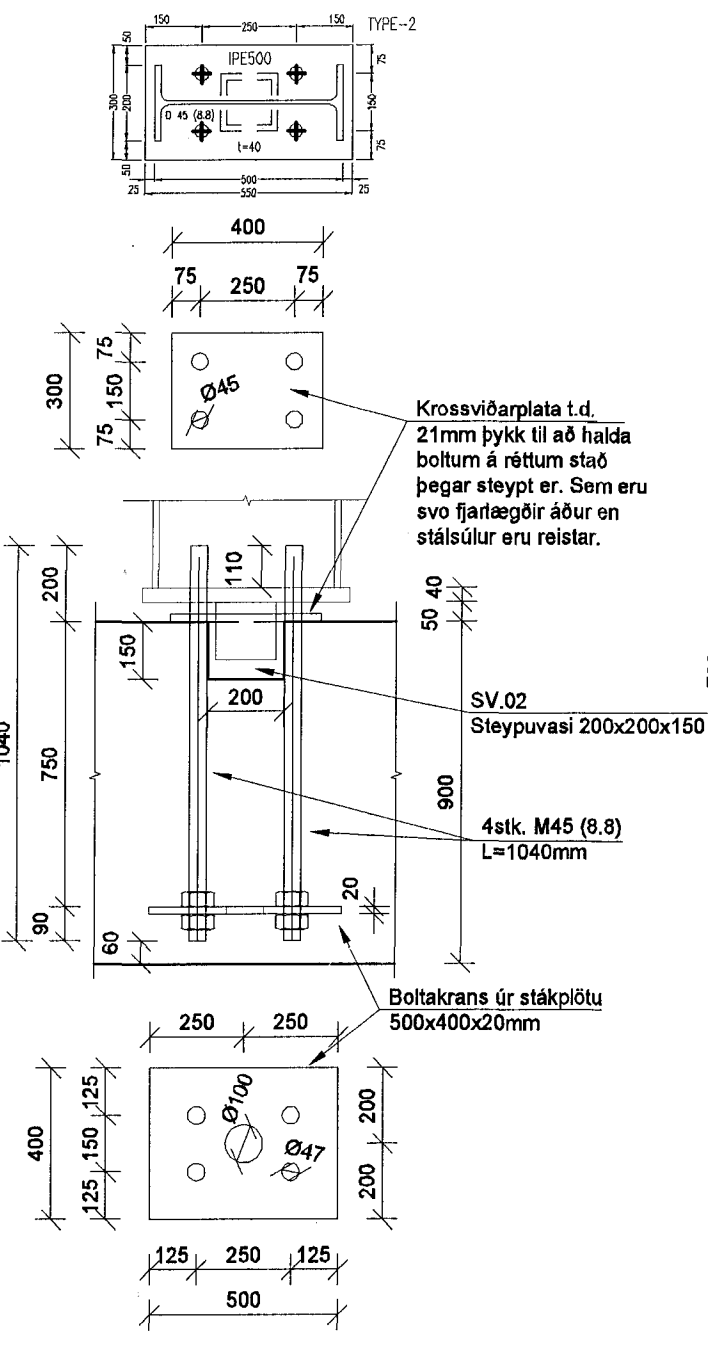 150
250
150
TYPE-2
50
300
200
50
IPE500
D 45 (8.8)
t=40
75
150
75
25
500
25
550
400
75
250
75
300
75
150
75
Ø45
Krossviðarplata t.d.
21mm þykk til að halda
boltum á réttum stað
þegar steypt er. Sem eru
svo fjarlægðir áður en
stálsúlur eru reistar.
200
110
40
50
150
200
SV.02
Steypuvasi 200x200x150
1040
750
900
4stk. M45 (8.8)
L=1040mm
20
90
60
Boltakrans úr stákplötu
500x400x20mm
250
250
400
125
150
125
Ø100
Ø47
200
200
125
250
125
500